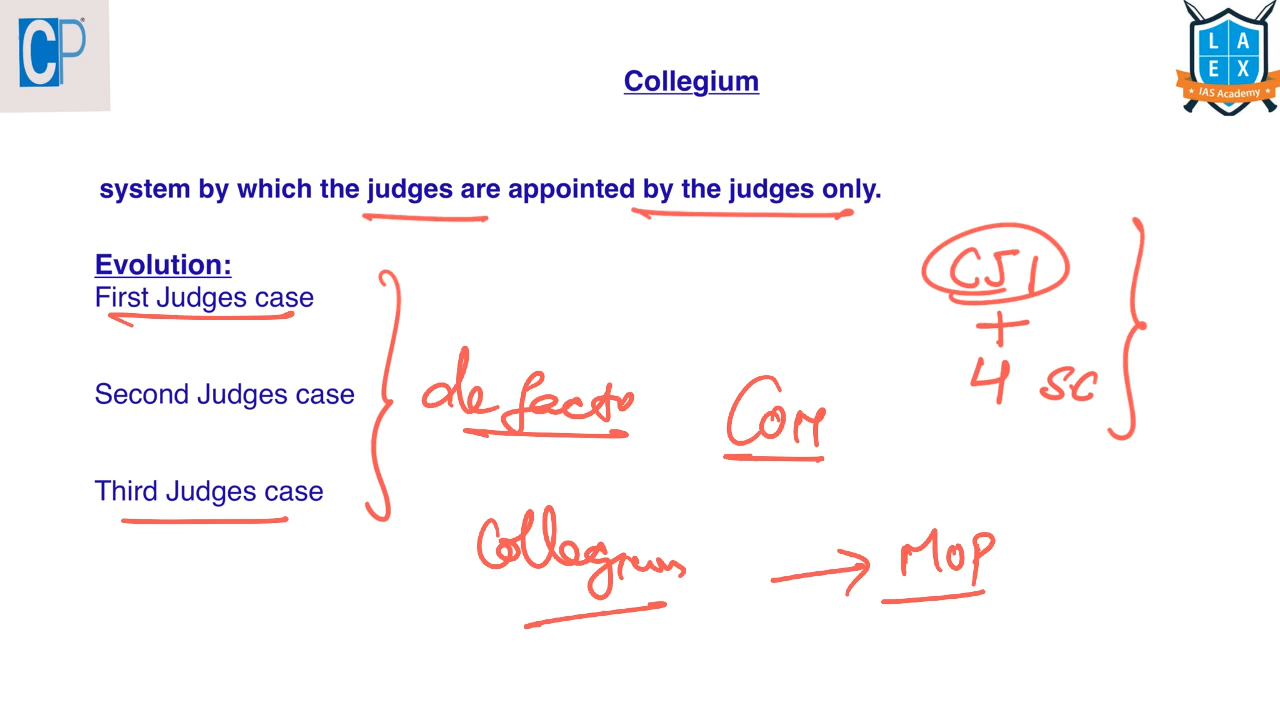 CP
LAEX
IAS Academy
Collegium
system by which the judges are appointed by the judges only.
Evolution:
First Judges case
Second Judges case
Third Judges case
CJI
+
4 SC
de facto
Collegium → MOP